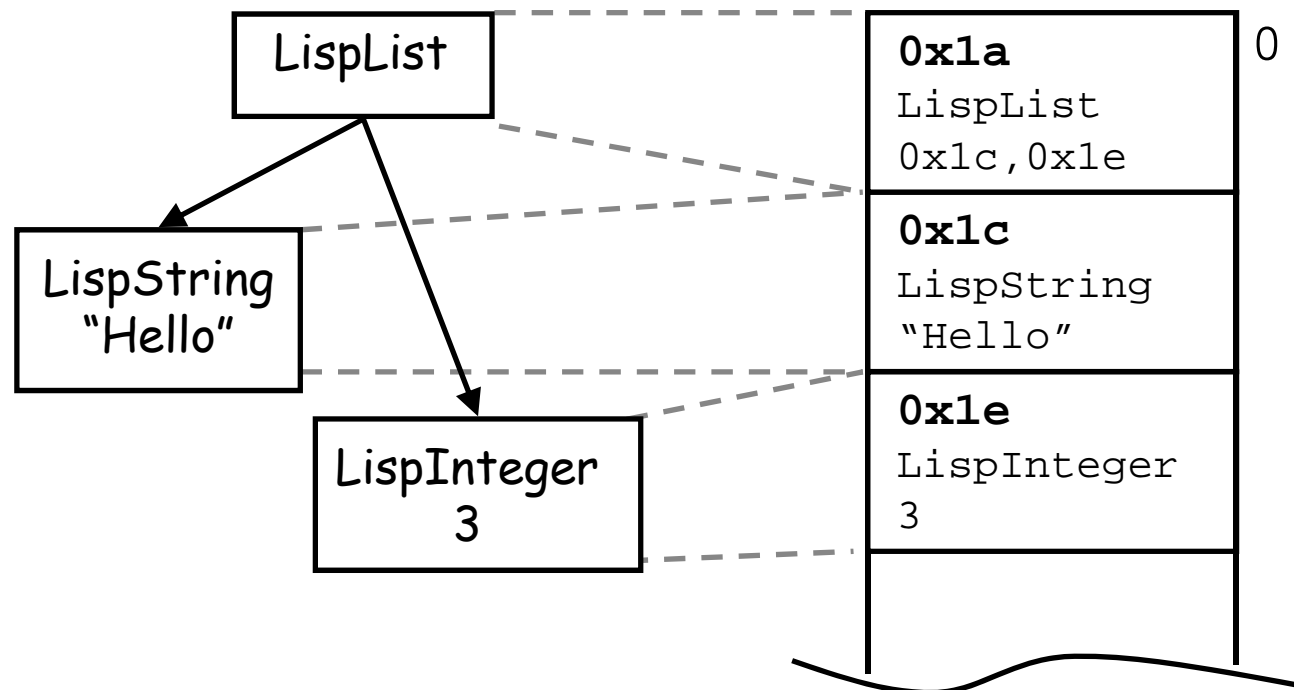 LispList
LispString
“Hello”
LispInteger
3
0x1a
LispList
0x1c,0x1e
0
0x1c
LispString
“Hello”
0x1e
LispInteger
3